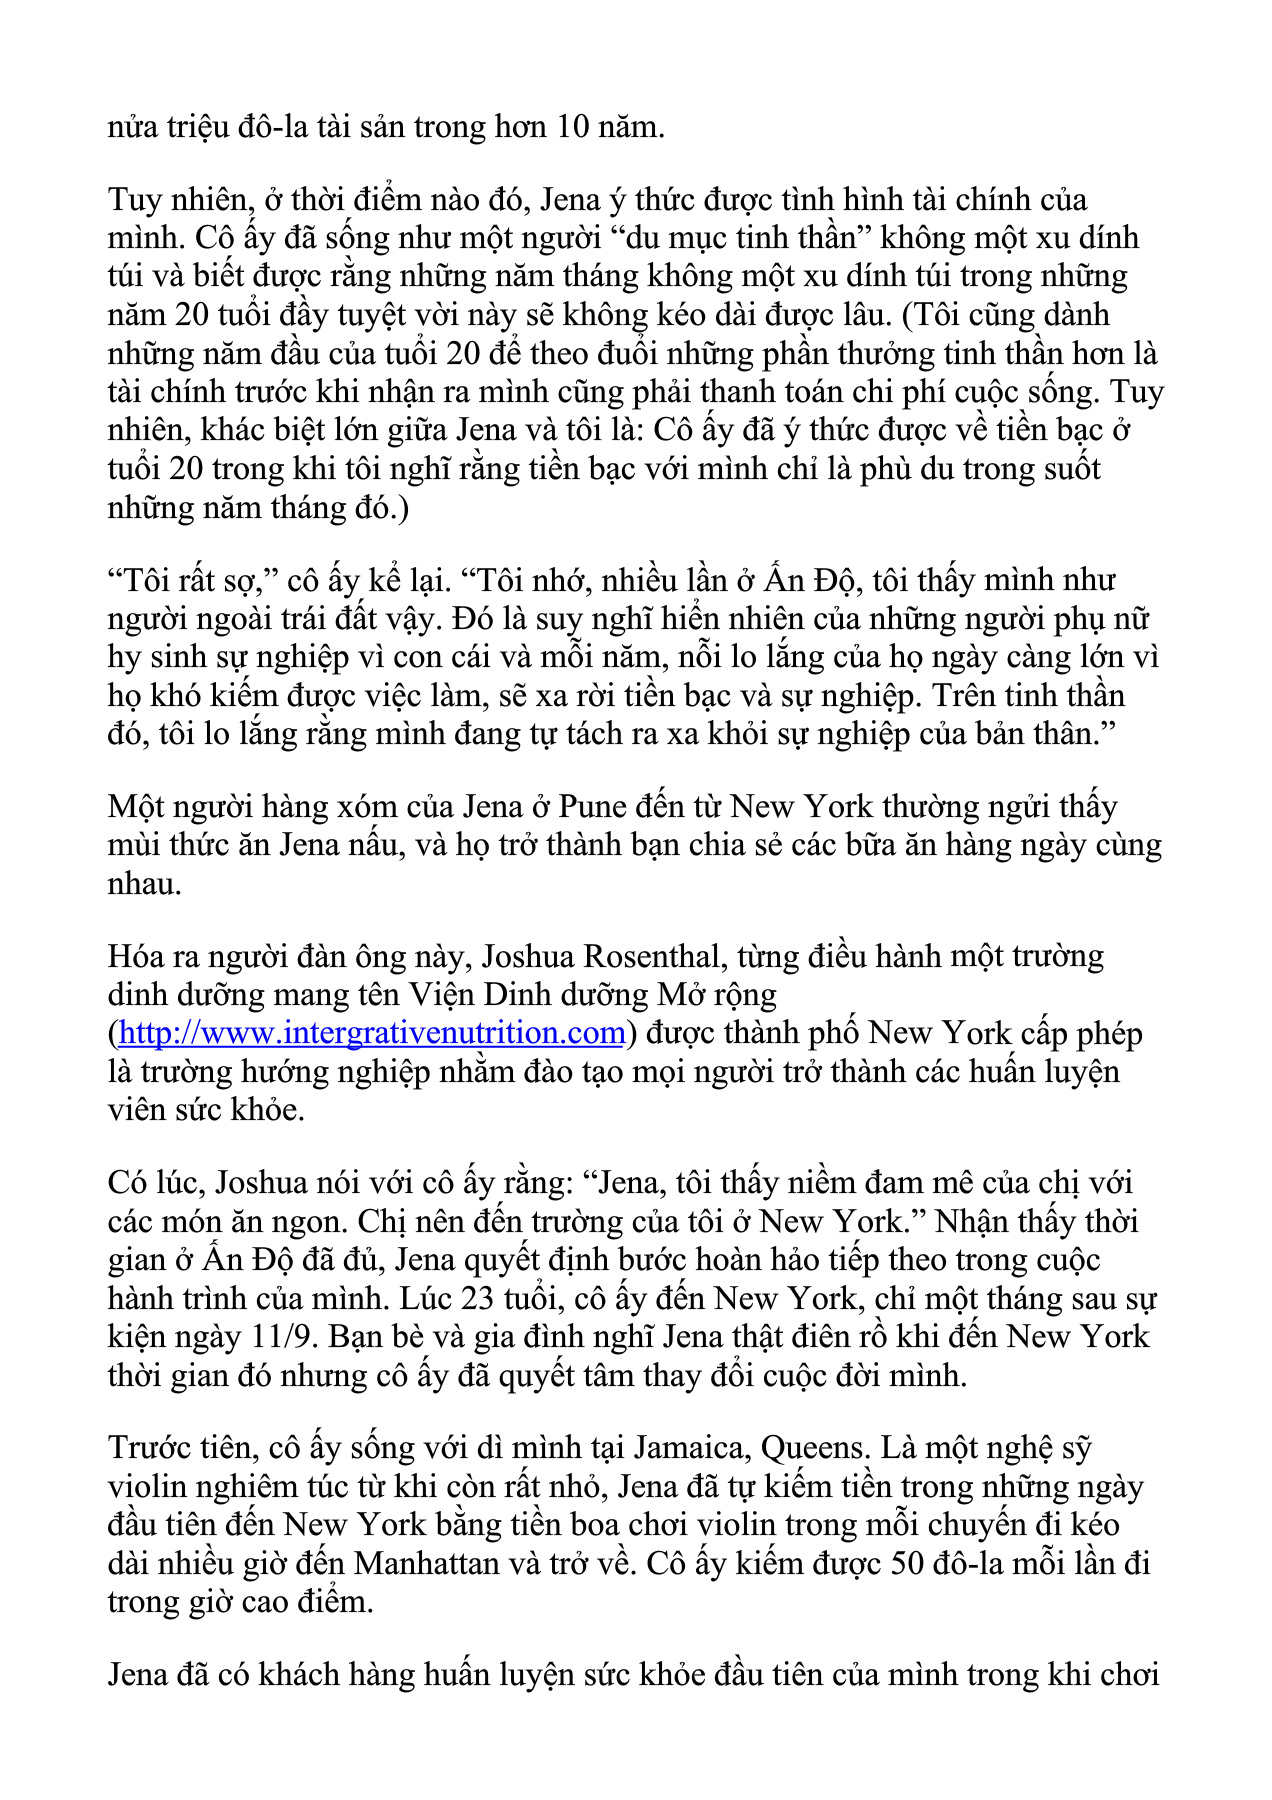 nửa triệu đô-la tài sản trong hơn 10 năm.
Tuy nhiên, ở thời điểm nào đó, Jena ý thức được tình hình tài chính của
mình. Cô ấy đã sống như một người “du mục tinh thần” không một xu dính
túi và biết được rằng những năm tháng không một xu dính túi trong những
năm 20 tuổi đầy tuyệt vời này sẽ không kéo dài được lâu. (Tôi cũng dành
những năm đầu của tuổi 20 để theo đuổi những phần thưởng tinh thần hơn là
tài chính trước khi nhận ra mình cũng phải thanh toán chi phí cuộc sống. Tuy
nhiên, khác biệt lớn giữa Jena và tôi là: Cô ấy đã ý thức được về tiền bạc ở
tuổi 20 trong khi tôi nghĩ rằng tiền bạc với mình chỉ là phù du trong suốt
những năm tháng đó.)
“Tôi rất sợ,” cô ấy kể lại. “Tôi nhớ, nhiều lần ở Ấn Độ, tôi thấy mình như
người ngoài trái đất vậy. Đó là suy nghĩ hiển nhiên của những người phụ nữ
hy sinh sự nghiệp vì con cái và mỗi năm, nỗi lo lắng của họ ngày càng lớn vì
họ khó kiếm được việc làm, sẽ xa rời tiền bạc và sự nghiệp. Trên tinh thần
đó, tôi lo lắng rằng mình đang tự tách ra xa khỏi sự nghiệp của bản thân.”
Một người hàng xóm của Jena ở Pune đến từ New York thường ngửi thấy
mùi thức ăn Jena nấu, và họ trở thành bạn chia sẻ các bữa ăn hàng ngày cùng
nhau.
Hóa ra người đàn ông này, Joshua Rosenthal, từng điều hành một trường
dinh dưỡng mang tên Viện Dinh dưỡng Mở rộng
(http://www.intergrativenutrition.com) được thành phố New York cấp phép
là trường hướng nghiệp nhằm đào tạo mọi người trở thành các huấn luyện
viên sức khỏe.
Có lúc, Joshua nói với cô ấy rằng: “Jena, tôi thấy niềm đam mê của chị với
các món ăn ngon. Chị nên đến trường của tôi ở New York.” Nhận thấy thời
gian ở Ấn Độ đã đủ, Jena quyết định bước hoàn hảo tiếp theo trong cuộc
hành trình của mình. Lúc 23 tuổi, cô ấy đến New York, chỉ một tháng sau sự
kiện ngày 11/9. Bạn bè và gia đình nghĩ Jena thật điên rồ khi đến New York
thời gian đó nhưng cô ấy đã quyết tâm thay đổi cuộc đời mình.
Trước tiên, cô ấy sống với dì mình tại Jamaica, Queens. Là một nghệ sỹ
violin nghiêm túc từ khi còn rất nhỏ, Jena đã tự kiếm tiền trong những ngày
đầu tiên đến New York bằng tiền boa chơi violin trong mỗi chuyến đi kéo
dài nhiều giờ đến Manhattan và trở về. Cô ấy kiếm được 50 đô-la mỗi lần đi
trong giờ cao điểm.
Jena đã có khách hàng huấn luyện sức khỏe đầu tiên của mình trong khi chơi